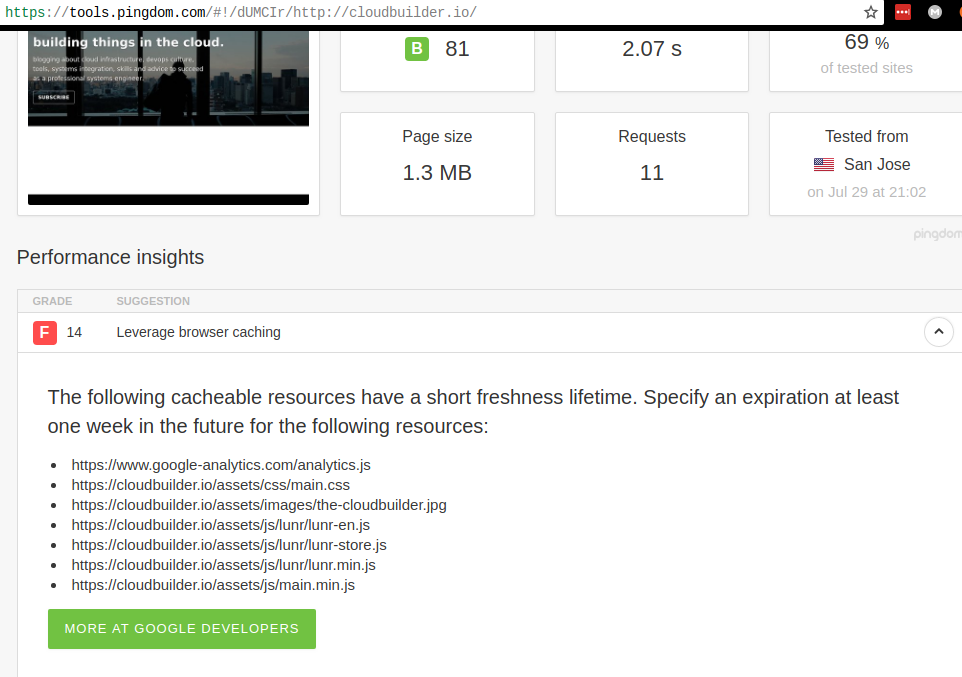 https://tools.pingdom.com/#!/dUMCIr/http://cloudbuilder.io/
building things in the cloud.
blogging about cloud infrastructure, devops culture,
tools, systems integration, skills and advice to succeed
as a professional systems engineer.
SUBSCRIBE
B 81
2.07 s
69 %
of tested sites
Page size
1.3 MB
Requests
11
Tested from
San Jose
on Jul 29 at 21:02
pingdom
Performance insights
GRADE SUGGESTION
F 14 Leverage browser caching
The following cacheable resources have a short freshness lifetime. Specify an expiration at least
one week in the future for the following resources:
• https://www.google-analytics.com/analytics.js
• https://cloudbuilder.io/assets/css/main.css
• https://cloudbuilder.io/assets/images/the-cloudbuilder.jpg
• https://cloudbuilder.io/assets/js/lunr/lunr-en.js
• https://cloudbuilder.io/assets/js/lunr/lunr-store.js
• https://cloudbuilder.io/assets/js/lunr/lunr.min.js
• https://cloudbuilder.io/assets/js/main.min.js
MORE AT GOOGLE DEVELOPERS